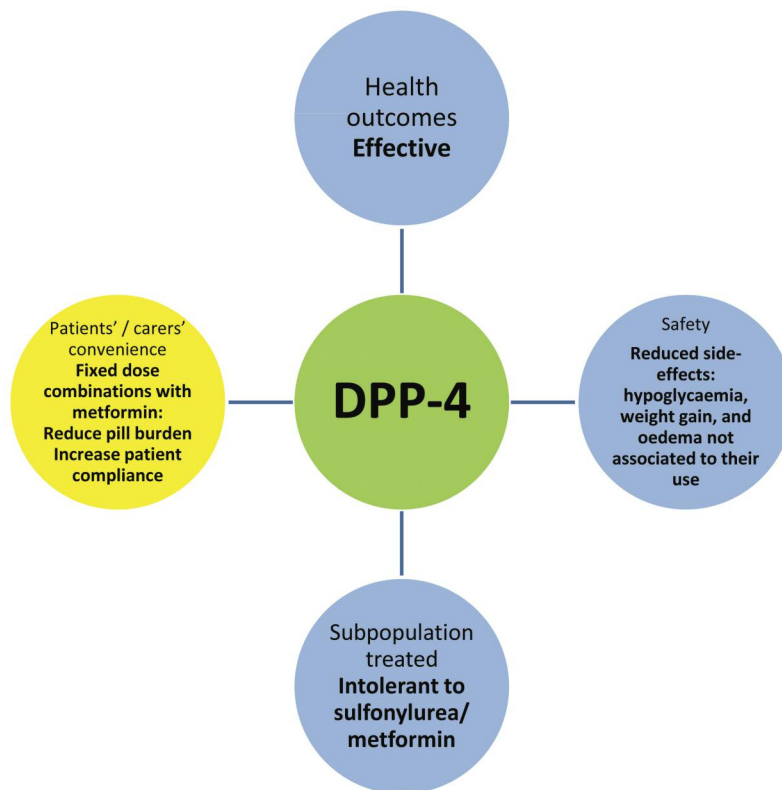 Health
outcomes
Effective
Patients’ / carers’
convenience
Fixed dose
combinations with
metformin:
Reduce pill burden
Increase patient
compliance
DPP-4
Safety
Reduced side-
effects:
hypoglycaemia,
weight gain, and
oedema not
associated to their
use
Subpopulation
treated
Intolerant to
sulfonylurea/
metformin